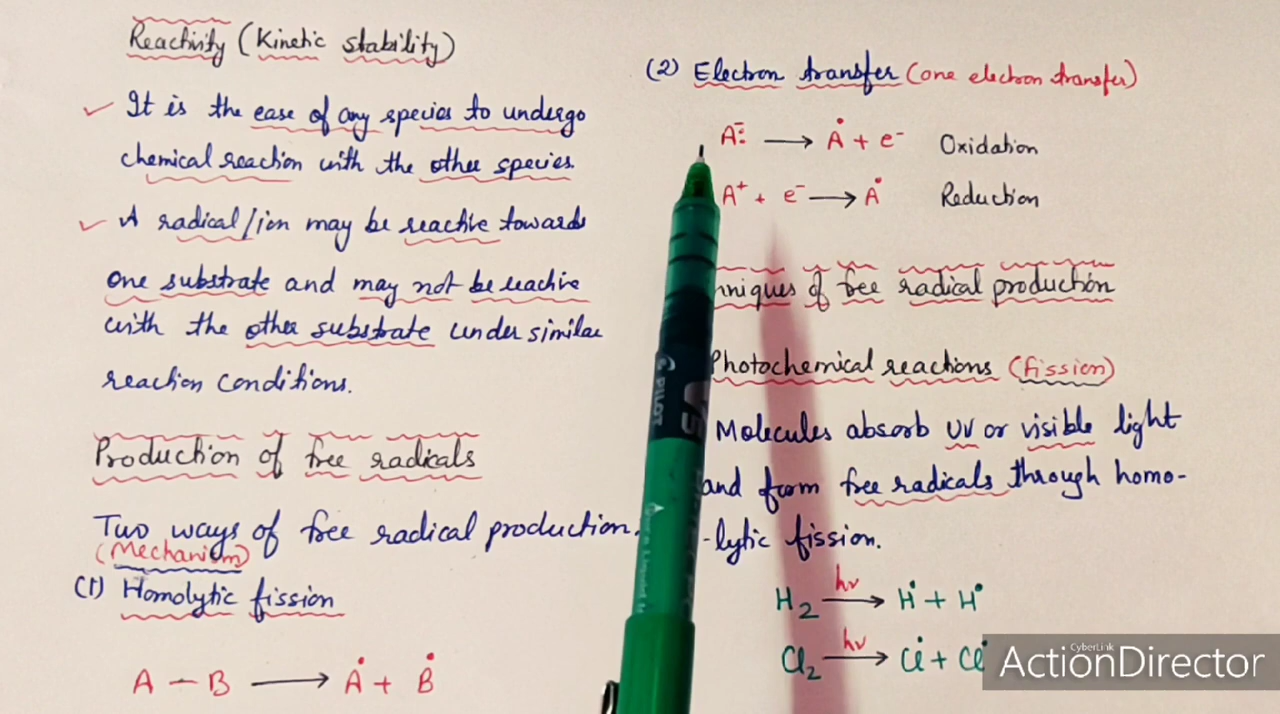 Reactivity (Kinetic stability)
It is the ease of any species to undergo
chemical reaction with the other species.
A radical/ion may be reactive towards
one substrate and may not be reactive
with the other substrate under similar
reaction conditions.
Production of free radicals
Two ways of free radical production.
(Mechanism)
(1) Homolytic fission
A — B ⟶ A• + B•
(2) Electron transfer (one electron transfer)
A:⁻ ⟶ A• + e⁻ Oxidation
A⁺ + e⁻ ⟶ A• Reduction
of free radical production
Photochemical reactions (fission)
Molecules absorb UV or visible light
and form free radicals through homo-
-lytic fission.
H₂ hν ⟶ H• + H•
Cl₂ hν ⟶ Cl• + Cl•
PILOT
V5
CyberLink
ActionDirector